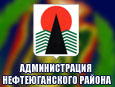 АДМИНИСТРАЦИЯ
НЕФТЕЮГАНСКОГО РАЙОНА